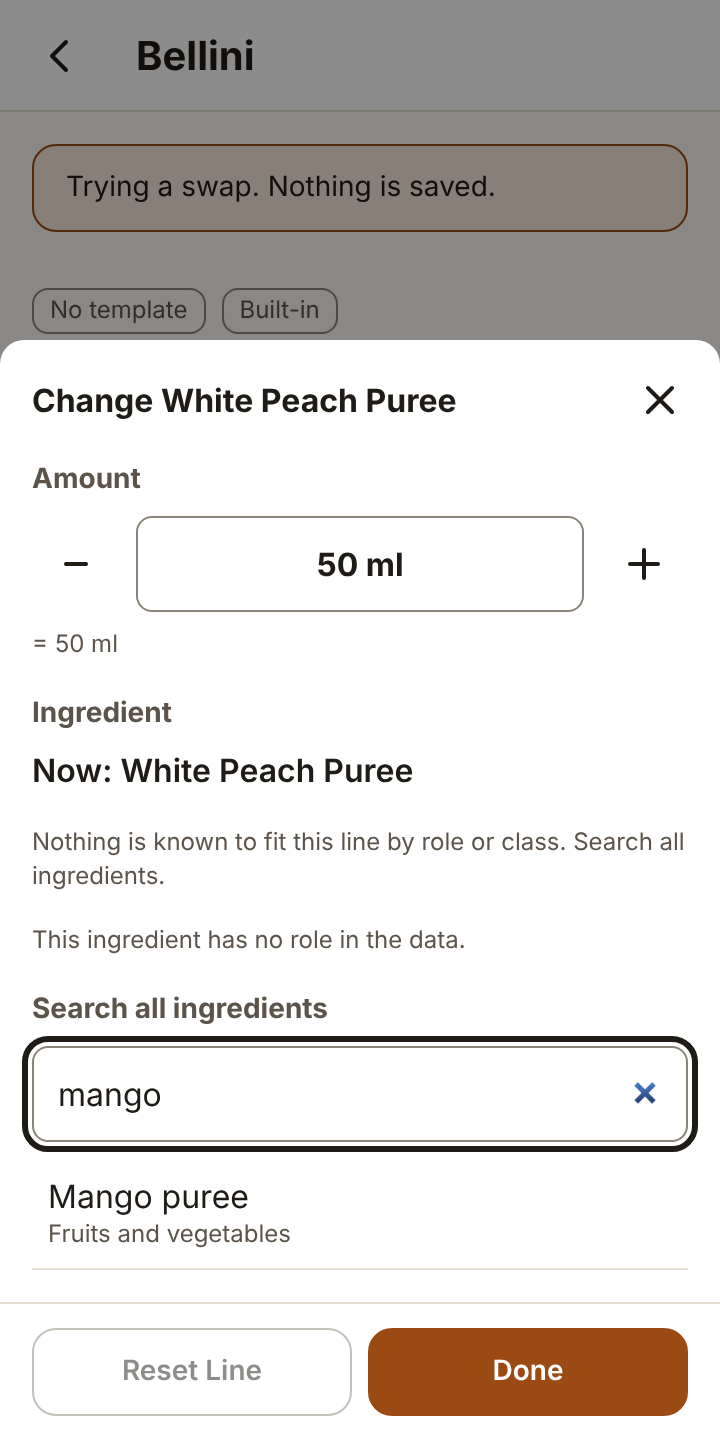 Bellini
Trying a swap. Nothing is saved.
No template
Built-in
Change White Peach Puree
Amount
50 ml
= 50 ml
Ingredient
Now: White Peach Puree
Nothing is known to fit this line by role or class. Search all
ingredients.
This ingredient has no role in the data.
Search all ingredients
mango
Mango puree
Fruits and vegetables
Reset Line
Done